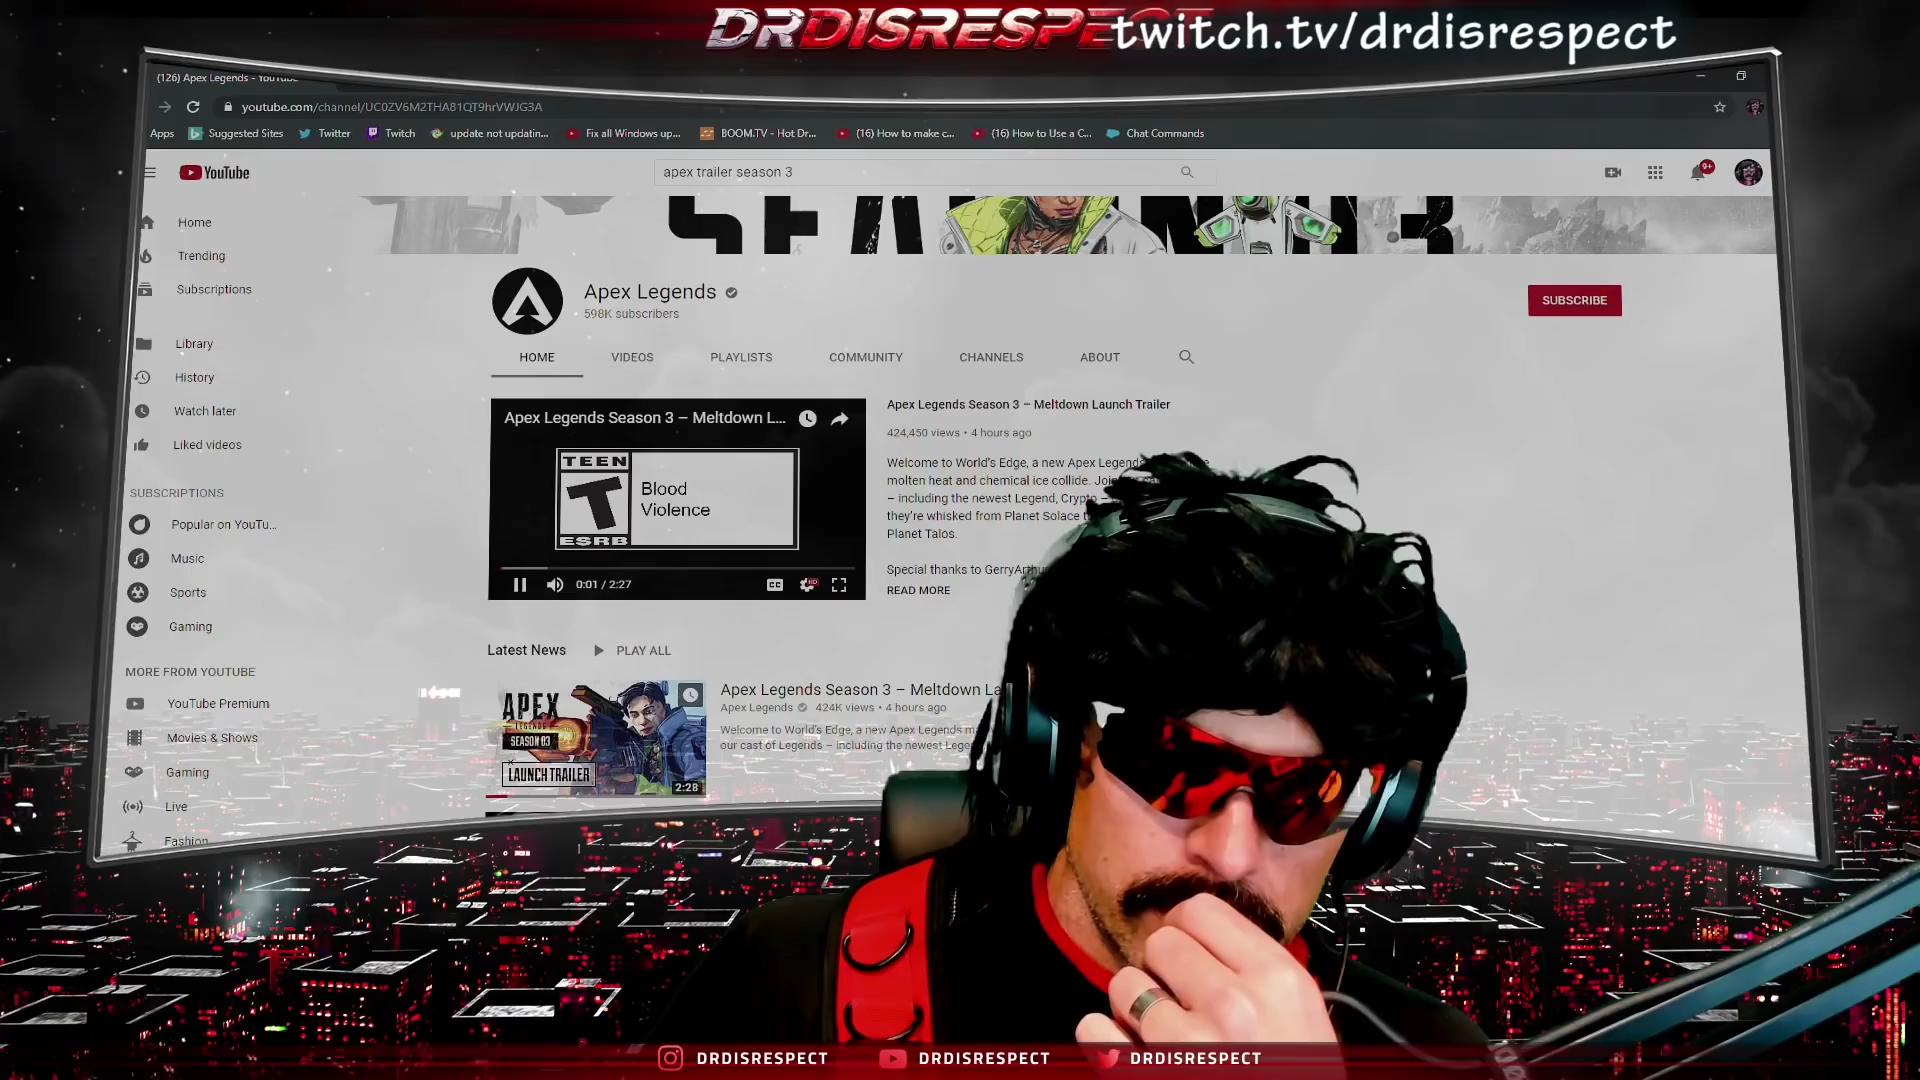 DRDISRESPECT
twitch.tv/drdisrespect
(126) Apex Legends - YouTube
youtube.com/channel/UC0ZV6M2THA81QT9hrVWJG3A
Apps Suggested Sites Twitter Twitch update not updatin... Fix all Windows up... BOOM.TV - Hot Dr... (16) How to make c... (16) How to Use a C... Chat Commands
YouTube
apex trailer season 3
9+
Home
Trending
Subscriptions
Library
History
Watch later
Liked videos
SUBSCRIPTIONS
Popular on YouTu...
Music
Sports
Gaming
MORE FROM YOUTUBE
YouTube Premium
Movies & Shows
Gaming
Live
Fashion
Apex Legends
598K subscribers
SUBSCRIBE
HOME VIDEOS PLAYLISTS COMMUNITY CHANNELS ABOUT
Apex Legends Season 3 – Meltdown L...
TEEN
T
ESRB
Blood
Violence
0:01 / 2:27
CC
HD
Apex Legends Season 3 – Meltdown Launch Trailer
424,450 views • 4 hours ago
Welcome to World's Edge, a new Apex Legends
molten heat and chemical ice collide. Join
– including the newest Legend, Crypto –
they're whisked from Planet Solace
Planet Talos.
Special thanks to
READ MORE
Latest News PLAY ALL
APEX
LEGENDS
SEASON 03
LAUNCH TRAILER
2:28
Apex Legends Season 3 – Meltdown La
Apex Legends 424K views • 4 hours ago
Welcome to World's Edge, a new Apex Legends
our cast of Legends – including the newest
DRDISRESPECT DRDISRESPECT DRDISRESPECT